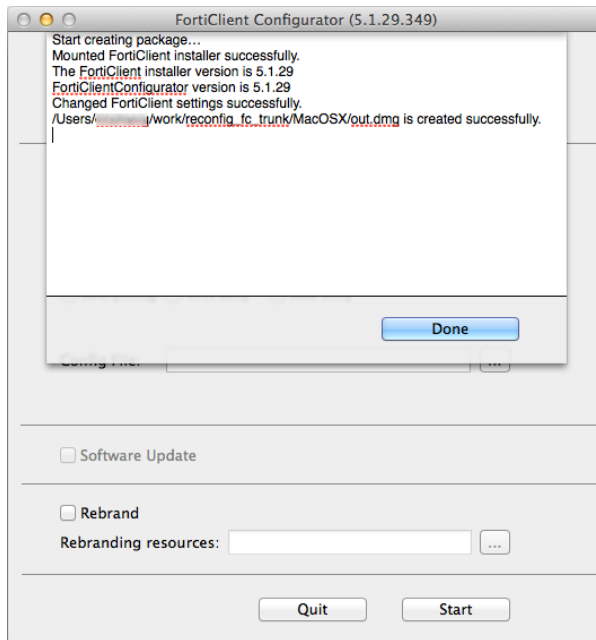 FortiClient Configurator (5.1.29.349)
Start creating package...
Mounted FortiClient installer successfully.
The FortiClient installer version is 5.1.29
FortiClientConfigurator version is 5.1.29
Changed FortiClient settings successfully.
/Users/ /work/reconfig_fc_trunk/MacOSX/out.dmg is created successfully.
Done
Config File:
...
Software Update
Rebrand
Rebranding resources:
...
Quit
Start